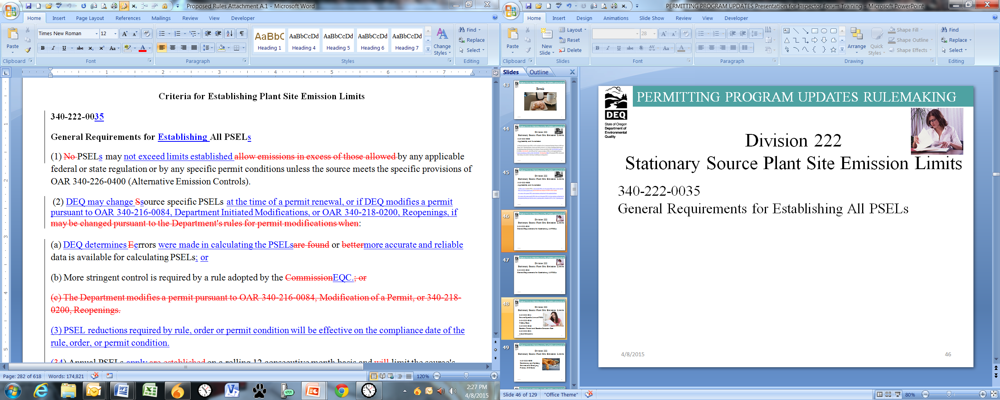 Proposed Rules Attachment A.1 - Microsoft Word
Home Insert Page Layout References Mailings Review View Developer
Times New Roman 12
Paste
AaBbC AaBbCcDd AaBbCcDd AaBbCcDd AaBbCcDd
Heading 1 Heading 4 Heading 5 Heading 6 Heading 7
Change Styles
Find
Replace
Select
Clipboard Font Paragraph Styles Editing
1 2 3 4 5 6 7
Criteria for Establishing Plant Site Emission Limits
340-222-0035
General Requirements for Establishing All PSELs
(1) No PSELs may not exceed limits established allow emissions in excess of those allowed by any applicable
federal or state regulation or by any specific permit conditions unless the source meets the specific provisions of
OAR 340-226-0400 (Alternative Emission Controls).
(2) DEQ may change Ssource specific PSELs at the time of a permit renewal, or if DEQ modifies a permit
pursuant to OAR 340-216-0084, Department Initiated Modifications, or OAR 340-218-0200, Reopenings, if
may be changed pursuant to the Department's rules for permit modifications when:
(a) DEQ determines Eerrors were made in calculating the PSELsare found or bettermore accurate and reliable
data is available for calculating PSELs; or
(b) More stringent control is required by a rule adopted by the CommissionEQC.; or
(c) The Department modifies a permit pursuant to OAR 340-216-0084, Modification of a Permit, or 340-218-
0200, Reopenings.
(3) PSEL reductions required by rule, order or permit condition will be effective on the compliance date of the
rule, order, or permit condition.
(34) Annual PSELs apply are established on a rolling 12 consecutive month basis and will limit the source's
Page: 282 of 618 Words: 174,821 120%
2:27 PM
4/8/2015
PERMITTING PROGRAM UPDATES Presentation for Inspector Forum Training - Microsoft PowerPoint
Home Insert Design Animations Slide Show Review View Developer
Paste
New Slide
Layout
Reset
Delete
28
Arrange
Quick Styles
Shape Fill
Shape Outline
Shape Effects
Find
Replace
Select
Clipboard Slides Font Paragraph Drawing Editing
Slides Outline
43
Break
44
Division 222
Stationary Source Plant Site Emission Limits
45
Division 222
Stationary Source Plant Site Emission Limits
46
Division 222
Stationary Source Plant Site Emission Limits
340-222-0035
General Requirements for Establishing All PSELs
47
Division 222
Stationary Source Plant Site Emission Limits
340-222-0035
General Requirements for Establishing All PSELs
48
Division 222
Stationary Source Plant Site Emission Limits
49
Division 222
Stationary Source Plant Site Emission Limits
PERMITTING PROGRAM UPDATES RULEMAKING
DEQ
State of Oregon
Department of
Environmental
Quality
Division 222
Stationary Source Plant Site Emission Limits
340-222-0035
General Requirements for Establishing All PSELs
4/8/2015 46
Slide 46 of 129 "Office Theme" 80%